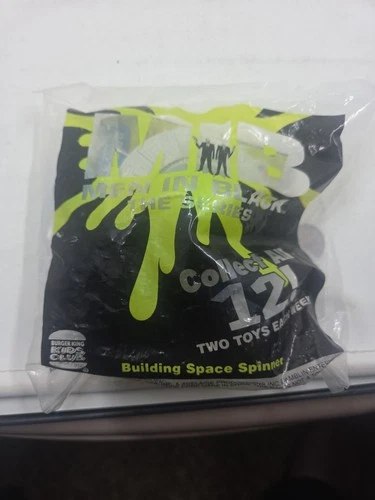 MIB
MEN IN BLACK
THE SERIES
Collect All
12!
TWO TOYS EACH WEEK
BURGER KING
KIDS
CLUB
Building Space Spinner